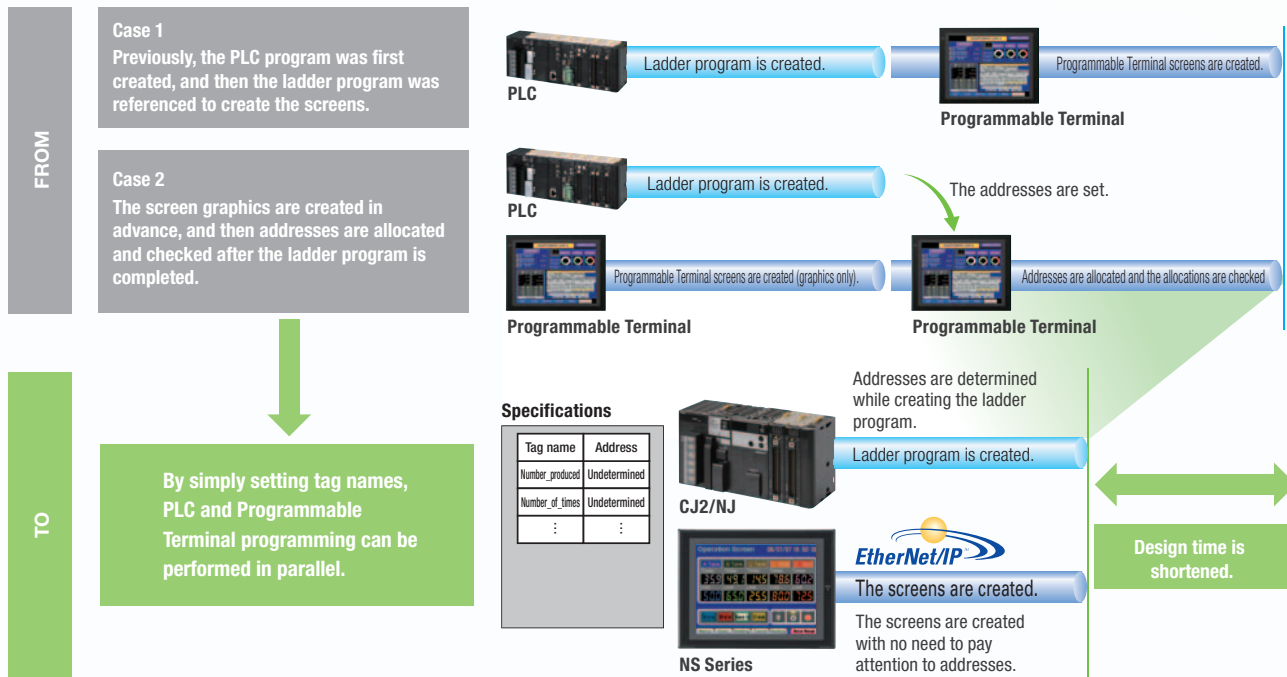 FROM
Case 1
Previously, the PLC program was first
created, and then the ladder program was
referenced to create the screens.
PLC
Ladder program is created.
Programmable Terminal screens are created.
Programmable Terminal
Case 2
The screen graphics are created in
advance, and then addresses are allocated
and checked after the ladder program is
completed.
PLC
Ladder program is created.
The addresses are set.
Programmable Terminal screens are created (graphics only).
Addresses are allocated and the allocations are checked
Programmable Terminal
Programmable Terminal
TO
By simply setting tag names,
PLC and Programmable
Terminal programming can be
performed in parallel.
Specifications
Tag name Address
Number_produced Undetermined
Number_of_times Undetermined
⋮ ⋮
Addresses are determined
while creating the ladder
program.
Ladder program is created.
CJ2/NJ
Operation Screen
EtherNet/IP
The screens are created.
The screens are created
with no need to pay
attention to addresses.
NS Series
Design time is
shortened.